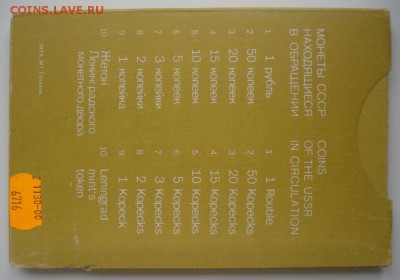 COINS.LAVE.RU
МОНЕТЫ СССР
НАХОДЯЩИЕСЯ
В ОБРАЩЕНИИ
1 1 рубль
2 50 копеек
3 20 копеек
4 15 копеек
5 10 копеек
6 5 копеек
7 3 копейки
8 2 копейки
9 1 копейка
10 Жетон
Ленинградского
монетного двора
COINS
OF THE USSR
IN CIRCULATION
1 1 Rouble
2 50 Kopecks
3 20 Kopecks
4 15 Kopecks
5 10 Kopecks
6 5 Kopecks
7 3 Kopecks
8 2 Kopecks
9 1 Kopeck
10 Leningrad
mint's
token
1130-00
6716